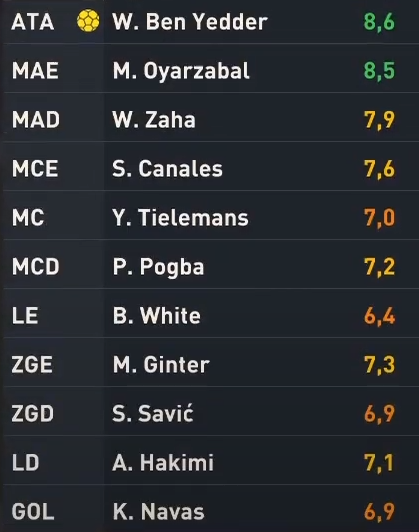 ATA W. Ben Yedder 8,6
MAE M. Oyarzabal 8,5
MAD W. Zaha 7,9
MCE S. Canales 7,6
MC Y. Tielemans 7,0
MCD P. Pogba 7,2
LE B. White 6,4
ZGE M. Ginter 7,3
ZGD S. Savić 6,9
LD A. Hakimi 7,1
GOL K. Navas 6,9